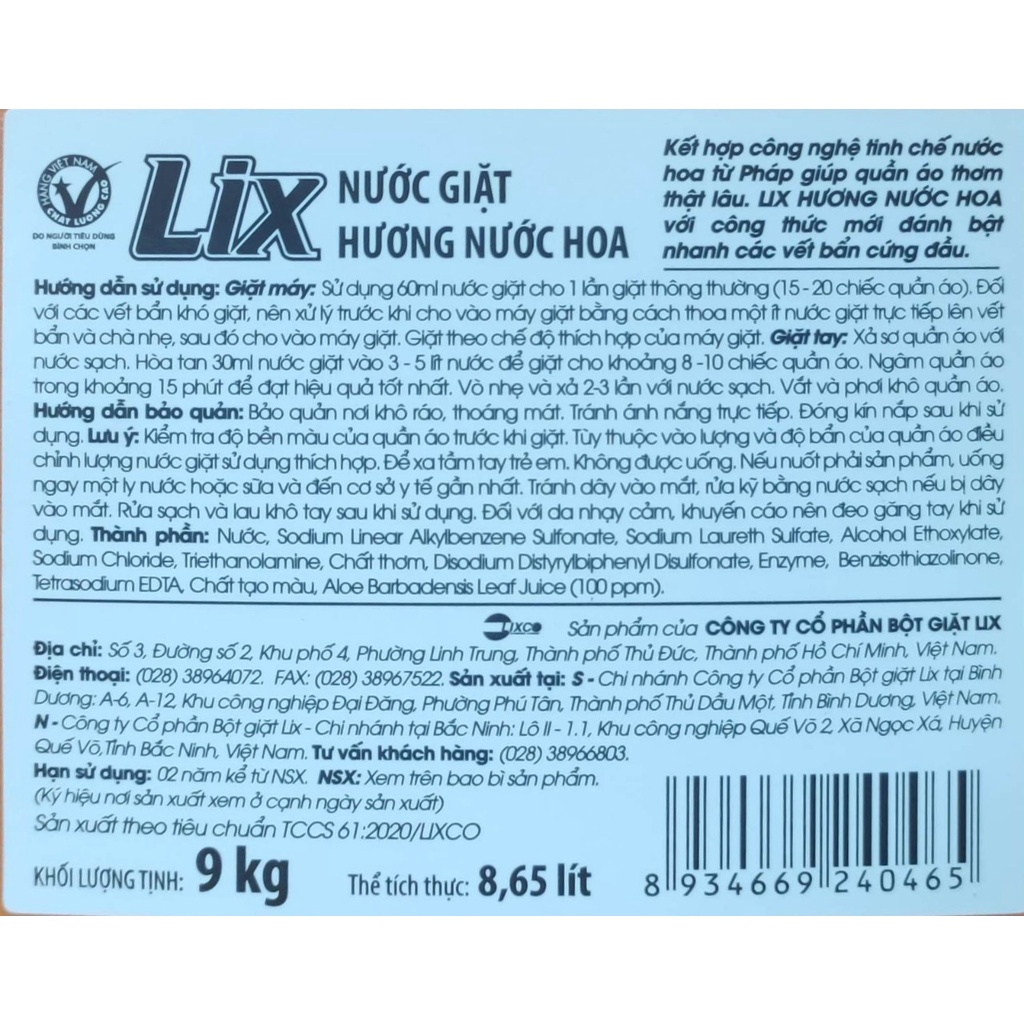 HÀNG VIỆT NAM
CHẤT LƯỢNG CAO
DO NGƯỜI TIÊU DÙNG
BÌNH CHỌN
Lix
NƯỚC GIẶT
HƯƠNG NƯỚC HOA
Kết hợp công nghệ tinh chế nước
hoa từ Pháp giúp quần áo thơm
thật lâu. LIX HƯƠNG NƯỚC HOA
với công thức mới đánh bật
nhanh các vết bẩn cứng đầu.
Hướng dẫn sử dụng: Giặt máy: Sử dụng 60ml nước giặt cho 1 lần giặt thông thường (15 - 20 chiếc quần áo). Đối
với các vết bẩn khó giặt, nên xử lý trước khi cho vào máy giặt bằng cách thoa một ít nước giặt trực tiếp lên vết
bẩn và chà nhẹ, sau đó cho vào máy giặt. Giặt theo chế độ thích hợp của máy giặt. Giặt tay: Xả sơ quần áo với
nước sạch. Hòa tan 30ml nước giặt vào 3 - 5 lít nước để giặt cho khoảng 8 -10 chiếc quần áo. Ngâm quần áo
trong khoảng 15 phút để đạt hiệu quả tốt nhất. Vò nhẹ và xả 2-3 lần với nước sạch. Vắt và phơi khô quần áo.
Hướng dẫn bảo quản: Bảo quản nơi khô ráo, thoáng mát. Tránh ánh nắng trực tiếp. Đóng kín nắp sau khi sử
dụng. Lưu ý: Kiểm tra độ bền màu của quần áo trước khi giặt. Tùy thuộc vào lượng và độ bẩn của quần áo điều
chỉnh lượng nước giặt sử dụng thích hợp. Để xa tầm tay trẻ em. Không được uống. Nếu nuốt phải sản phẩm, uống
ngay một ly nước hoặc sữa và đến cơ sở y tế gần nhất. Tránh dây vào mắt, rửa kỹ bằng nước sạch nếu bị dây
vào mắt. Rửa sạch và lau khô tay sau khi sử dụng. Đối với da nhạy cảm, khuyến cáo nên đeo găng tay khi sử
dụng. Thành phần: Nước, Sodium Linear Alkylbenzene Sulfonate, Sodium Laureth Sulfate, Alcohol Ethoxylate,
Sodium Chloride, Triethanolamine, Chất thơm, Disodium Distyrylbiphenyl Disulfonate, Enzyme, Benzisothiazolinone,
Tetrasodium EDTA, Chất tạo màu, Aloe Barbadensis Leaf Juice (100 ppm).
LIXCO Sản phẩm của CÔNG TY CỔ PHẦN BỘT GIẶT LIX
Địa chỉ: Số 3, Đường số 2, Khu phố 4, Phường Linh Trung, Thành phố Thủ Đức, Thành phố Hồ Chí Minh, Việt Nam.
Điện thoại: (028) 38964072. FAX: (028) 38967522. Sản xuất tại: S - Chi nhánh Công ty Cổ phần Bột giặt Lix tại Bình
Dương: A-6, A-12, Khu công nghiệp Đại Đăng, Phường Phú Tân, Thành phố Thủ Dầu Một, Tỉnh Bình Dương, Việt Nam.
N - Công ty Cổ phần Bột giặt Lix - Chi nhánh tại Bắc Ninh: Lô II - 1.1, Khu công nghiệp Quế Võ 2, Xã Ngọc Xá, Huyện
Quế Võ, Tỉnh Bắc Ninh, Việt Nam. Tư vấn khách hàng: (028) 38966803.
Hạn sử dụng: 02 năm kể từ NSX. NSX: Xem trên bao bì sản phẩm.
(Ký hiệu nơi sản xuất xem ở cạnh ngày sản xuất)
Sản xuất theo tiêu chuẩn TCCS 61:2020/LIXCO
KHỐI LƯỢNG TỊNH: 9 kg
Thể tích thực: 8,65 lít
8 934669 240465